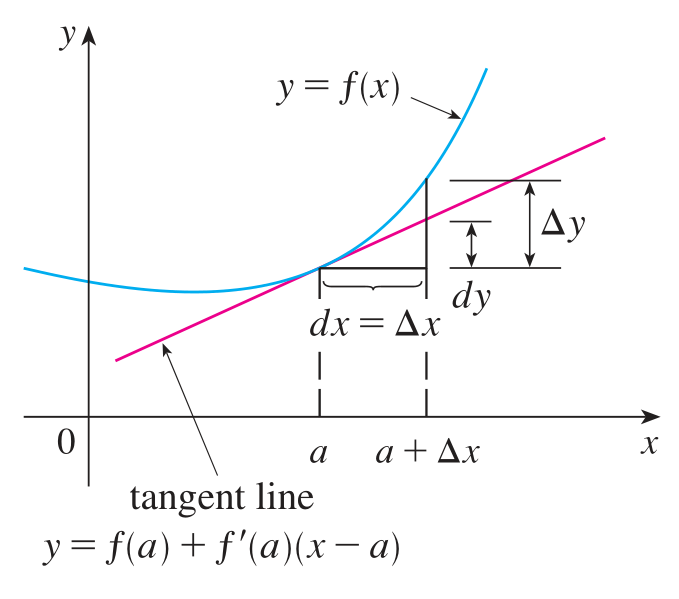 y
y = f(x)
Δy
dy
dx = Δx
0
a
a + Δx
x
tangent line
y = f(a) + f′(a)(x − a)